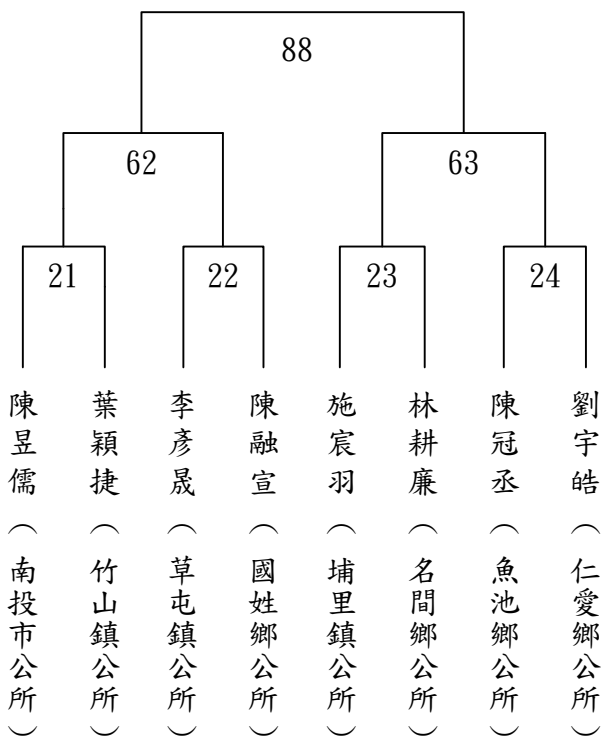 88
62
63
21
22
23
24
陳昱儒（南投市公所）
葉穎捷（竹山鎮公所）
李彥晟（草屯鎮公所）
陳融宣（國姓鄉公所）
施宸羽（埔里鎮公所）
林耕廉（名間鄉公所）
陳冠丞（魚池鄉公所）
劉宇皓（仁愛鄉公所）